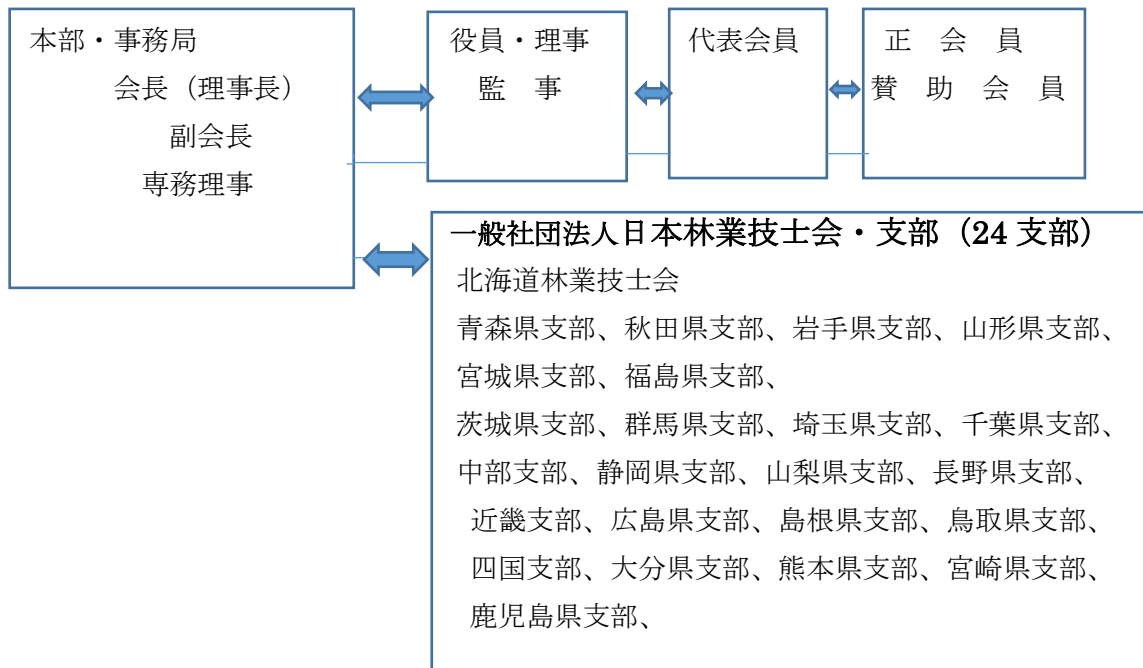 本部・事務局
会長（理事長）
副会長
専務理事
役員・理事
監　事
代表会員
正　会　員
賛　助　会　員
一般社団法人日本林業技士会・支部（24 支部）
北海道林業技士会
青森県支部、秋田県支部、岩手県支部、山形県支部、
宮城県支部、福島県支部、
茨城県支部、群馬県支部、埼玉県支部、千葉県支部、
中部支部、静岡県支部、山梨県支部、長野県支部、
近畿支部、広島県支部、島根県支部、鳥取県支部、
四国支部、大分県支部、熊本県支部、宮崎県支部、
鹿児島県支部、